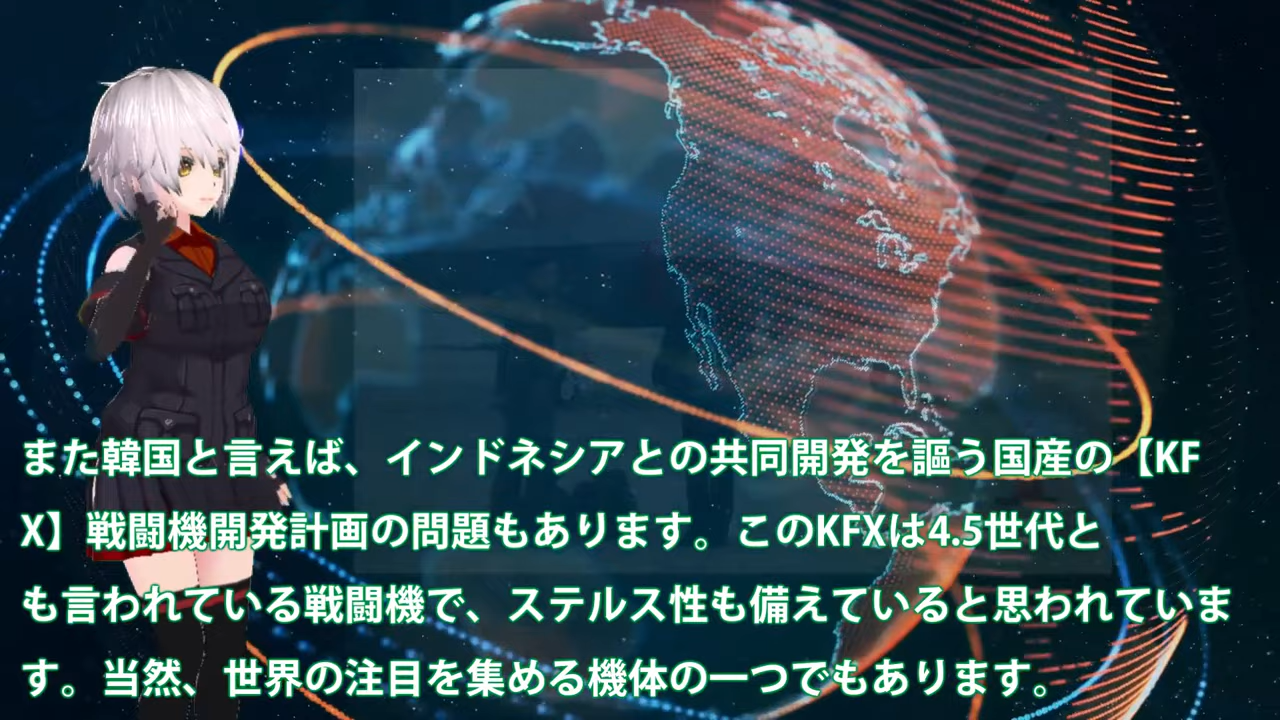 また韓国と言えば、インドネシアとの共同開発を謳う国産の【KF
X】戦闘機開発計画の問題もあります。このKFXは4.5世代と
も言われている戦闘機で、ステルス性も備えていると思われていま
す。当然、世界の注目を集める機体の一つでもあります。